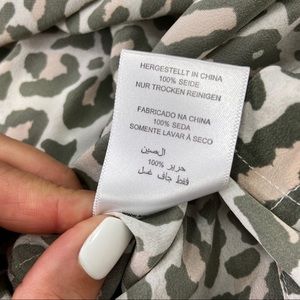 HERGESTELLT IN CHINA
100% SEIDE
NUR TROCKEN REINIGEN
FABRICADO NA CHINA
100% SEDA
SOMENTE LAVAR À SECO
الصين
100% حرير
فقط جاف غسل